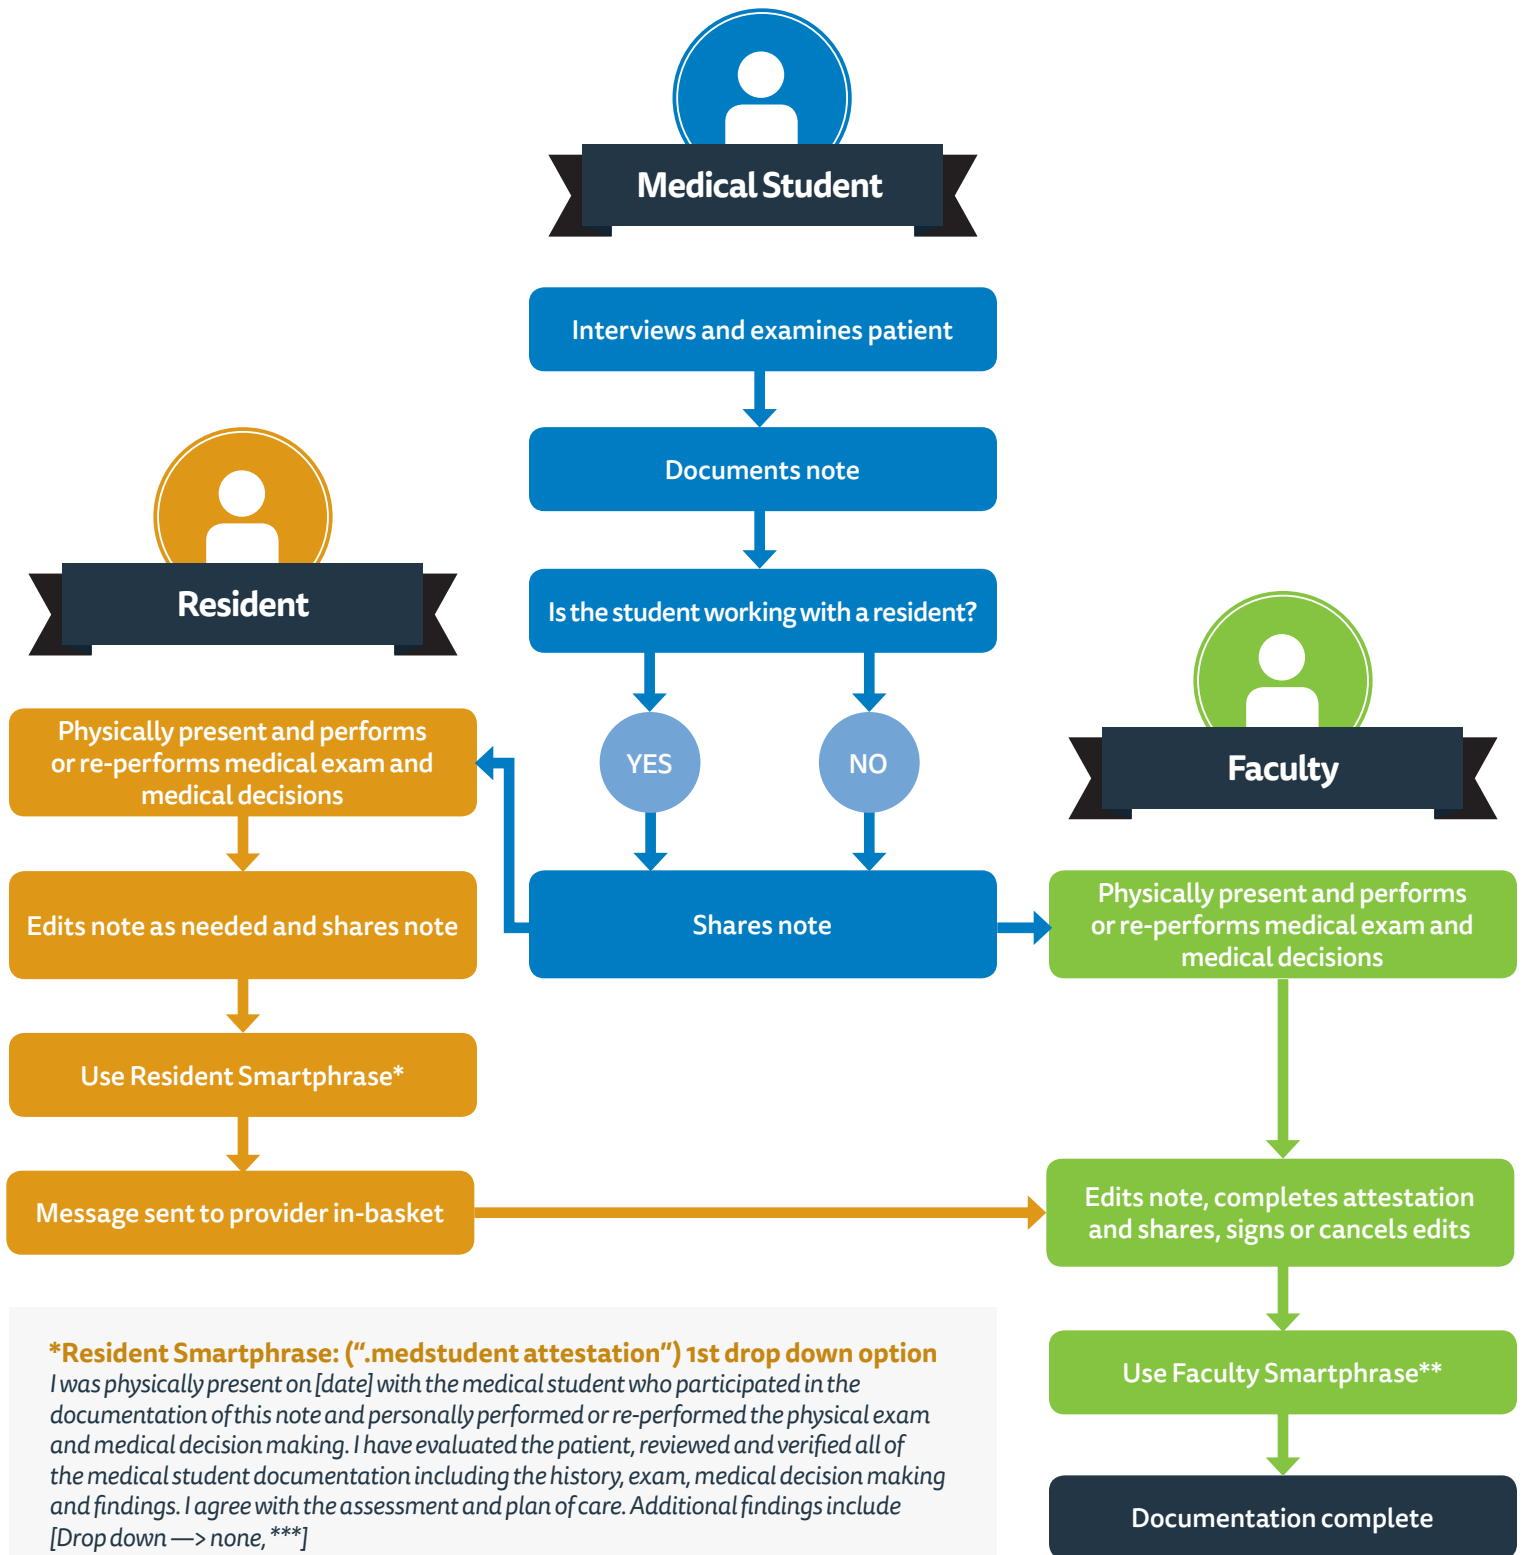 Medical Student
Interviews and examines patient
Documents note
Is the student working with a resident?
YES
NO
Shares note
Resident
Physically present and performs
or re-performs medical exam and
medical decisions
Edits note as needed and shares note
Use Resident Smartphrase*
Message sent to provider in-basket
Faculty
Physically present and performs
or re-performs medical exam and
medical decisions
Edits note, completes attestation
and shares, signs or cancels edits
Use Faculty Smartphrase**
Documentation complete
*Resident Smartphrase: (“.medstudent attestation”) 1st drop down option
I was physically present on [date] with the medical student who participated in the
documentation of this note and personally performed or re-performed the physical exam
and medical decision making. I have evaluated the patient, reviewed and verified all of
the medical student documentation including the history, exam, medical decision making
and findings. I agree with the assessment and plan of care. Additional findings include
[Drop down —> none, ***]